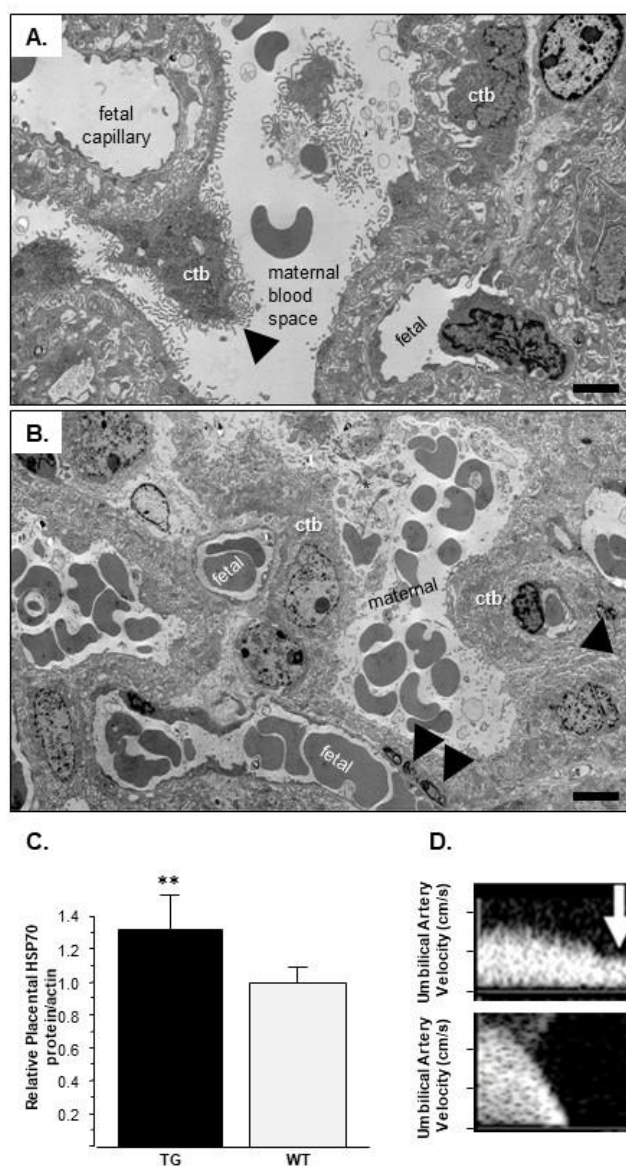 A.
ctb
fetal
capillary
ctb
maternal
blood
space
fetal
B.
ctb
fetal
maternal
ctb
fetal
*
C.
**
Relative Placental HSP70
protein/actin
1.4
1.2
1.0
0.8
0.6
0.4
0.2
TG
WT
D.
Umbilical Artery
Velocity (cm/s)
Umbilical Artery
Velocity (cm/s)